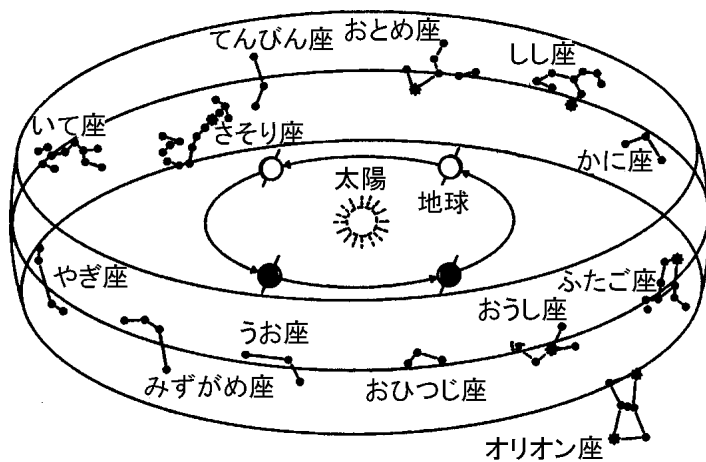 てんびん座
おとめ座
しし座
いて座
さそり座
かに座
太陽
地球
やぎ座
ふたご座
うお座
おうし座
みずがめ座
おひつじ座
オリオン座